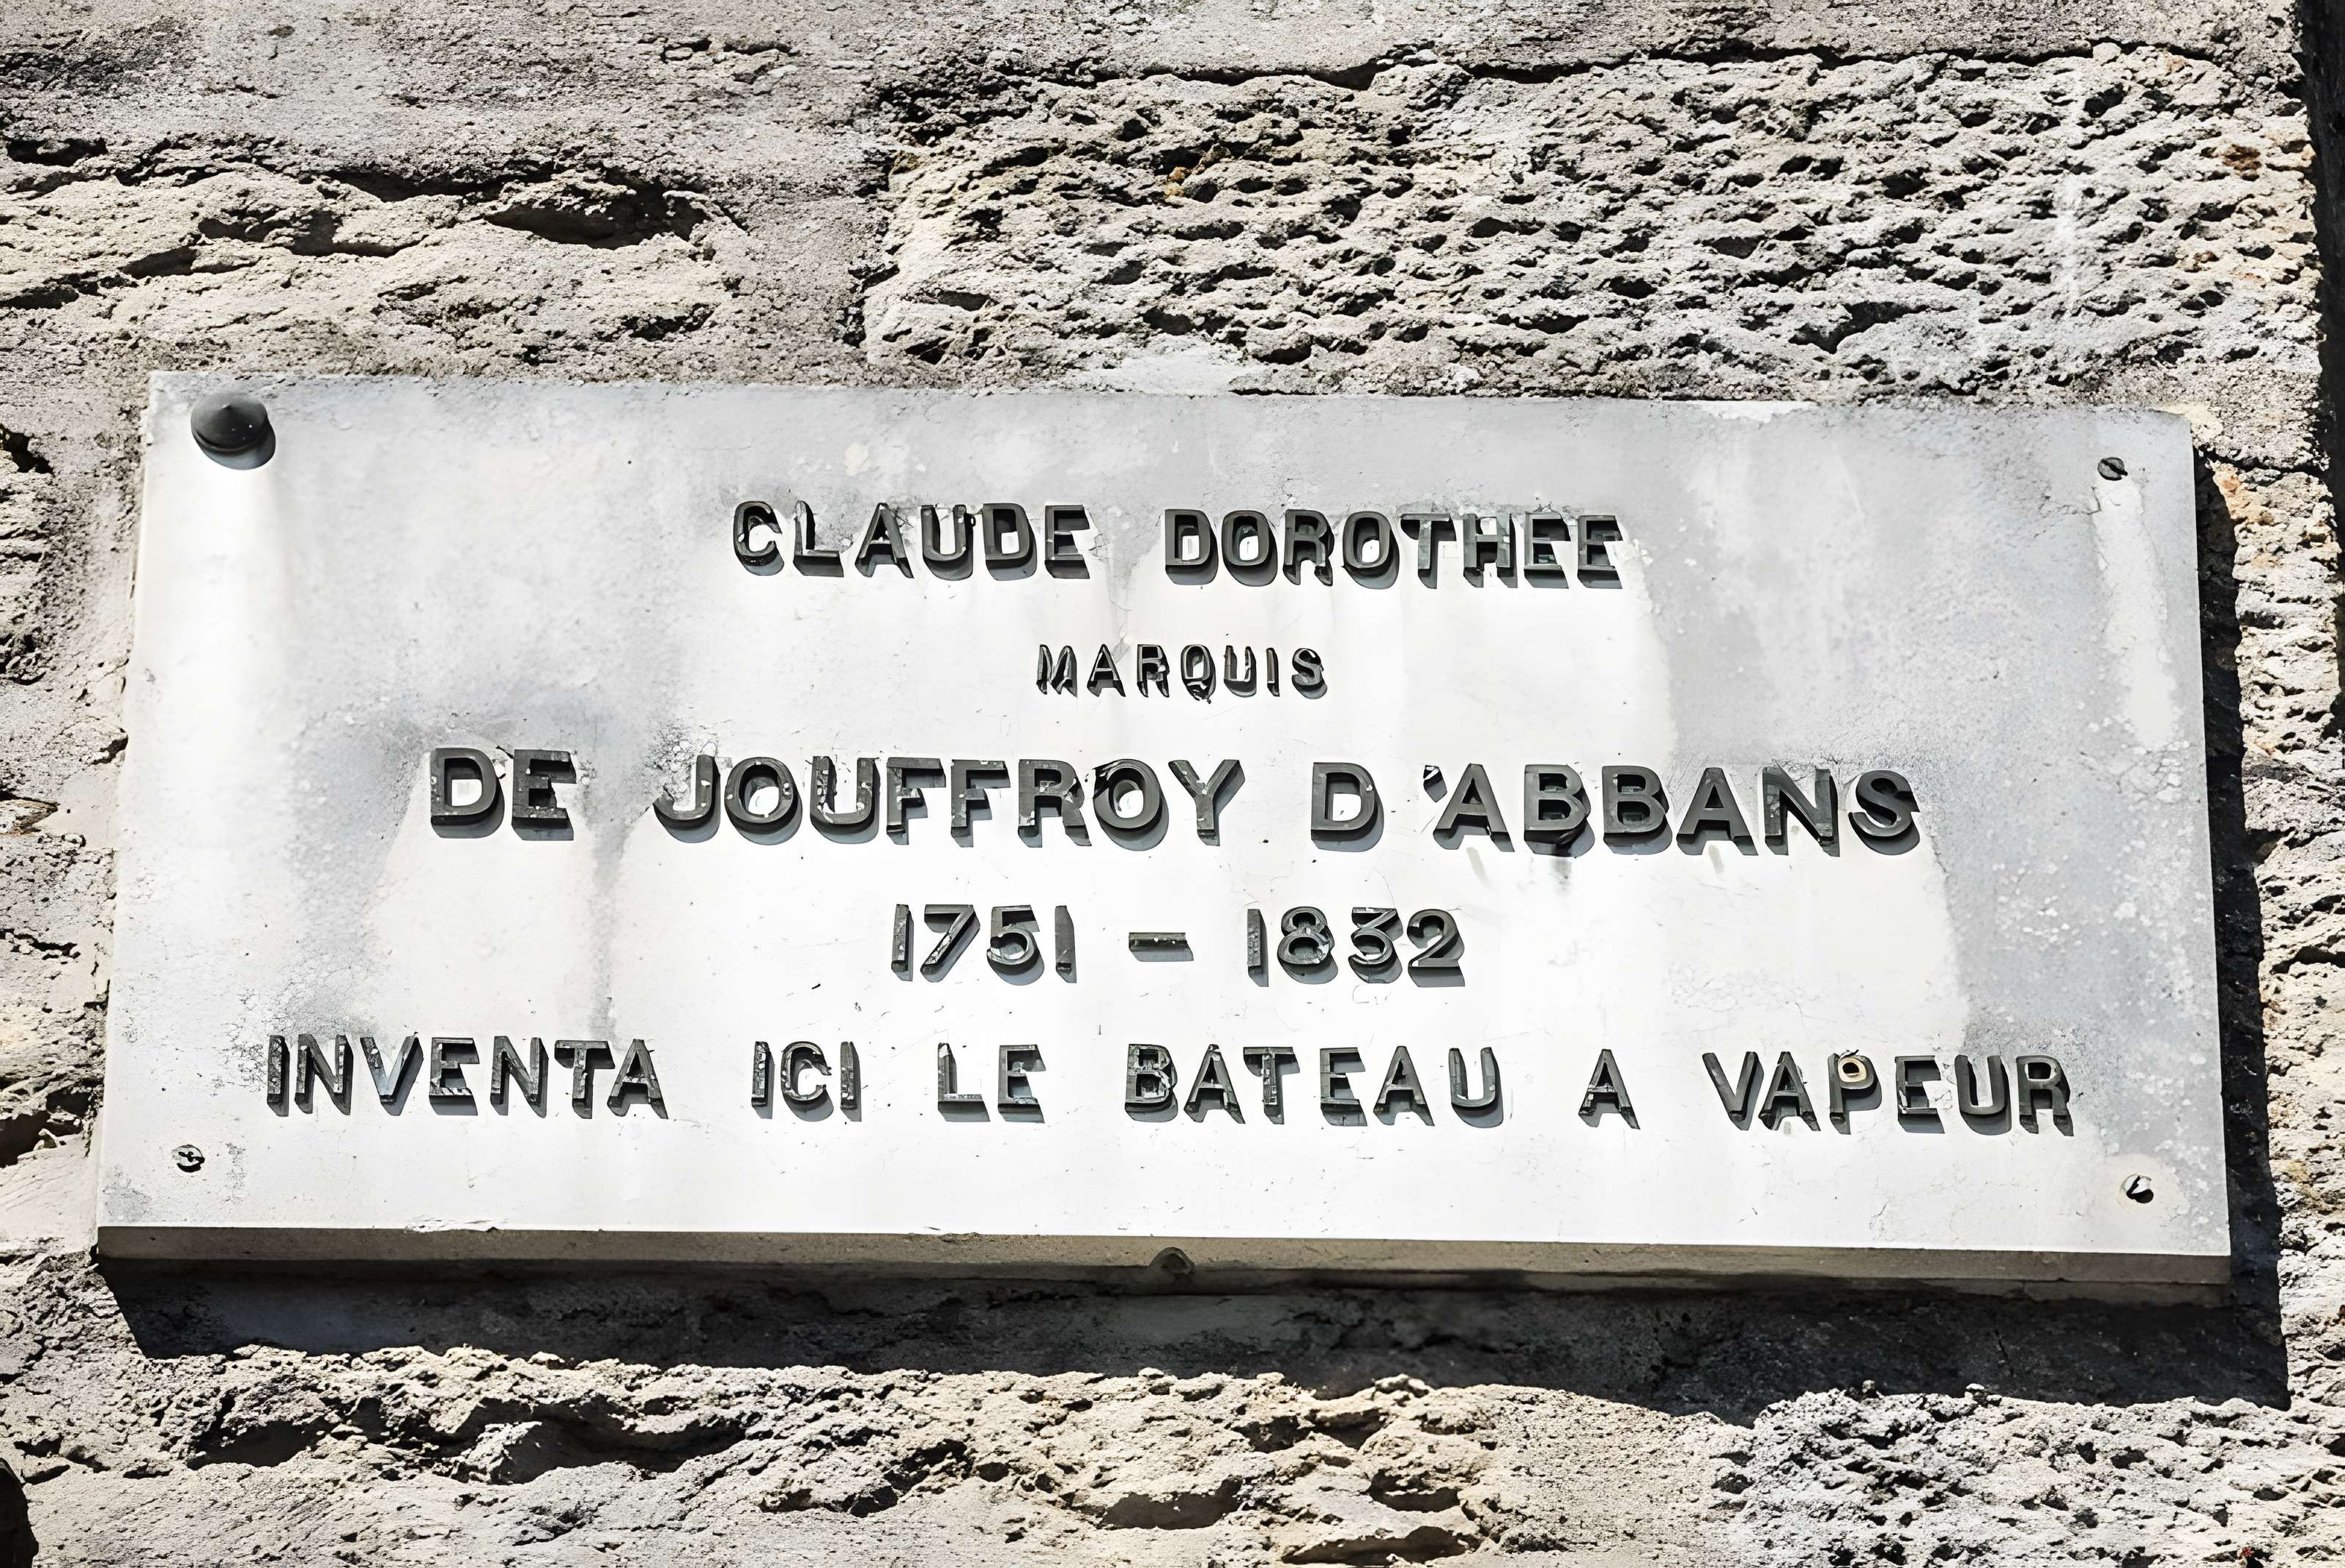 CLAUDE DOROTHEE
MARQUIS
DE JOUFFROY D'ABBANS
1751 - 1832
INVENTA ICI LE BATEAU A VAPEUR